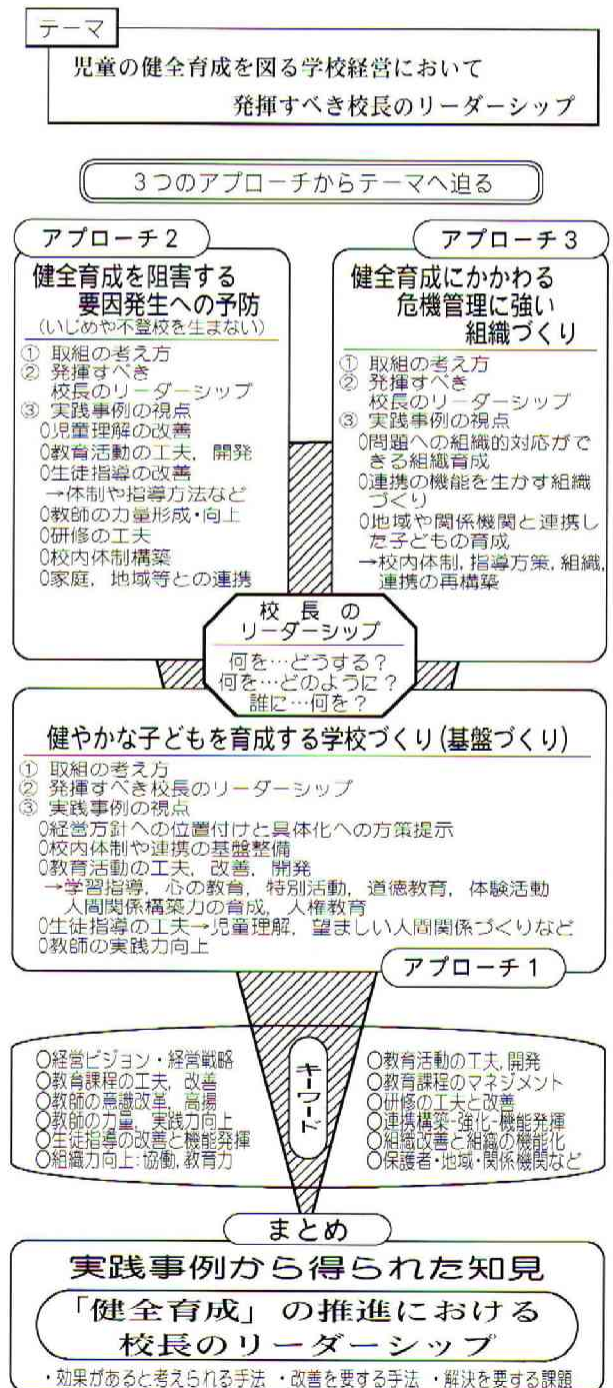 テーマ
児童の健全育成を図る学校経営において
発揮すべき校長のリーダーシップ
3つのアプローチからテーマへ迫る
アプローチ2
健全育成を阻害する
要因発生への予防
(いじめや不登校を生まない)
① 取組の考え方
② 発揮すべき
校長のリーダーシップ
③ 実践事例の視点
○児童理解の改善
○教育活動の工夫,開発
○生徒指導の改善
→体制や指導方法など
○教師の力量形成・向上
○研修の工夫
○校内体制構築
○家庭,地域等との連携
アプローチ3
健全育成にかかわる
危機管理に強い
組織づくり
① 取組の考え方
② 発揮すべき
校長のリーダーシップ
③ 実践事例の視点
○問題への組織的対応がで
きる組織育成
○連携の機能を生かす組織
づくり
○地域や関係機関と連携し
た子どもの育成
→校内体制,指導方策,組織,
連携の再構築
校長の
リーダーシップ
何を…どうする?
何を…どのように?
誰に…何を?
健やかな子どもを育成する学校づくり(基盤づくり)
① 取組の考え方
② 発揮すべき校長のリーダーシップ
③ 実践事例の視点
○経営方針への位置付けと具体化への方策提示
○校内体制や連携の基盤整備
○教育活動の工夫,改善,開発
→学習指導,心の教育,特別活動,道徳教育,体験活動
人間関係構築力の育成,人権教育
○生徒指導の工夫→児童理解,望ましい人間関係づくりなど
○教師の実践力向上
アプローチ1
キーワード
○経営ビジョン・経営戦略
○教育課程の工夫,改善
○教師の意識改革,高揚
○教師の力量,実践力向上
○生徒指導の改善と機能発揮
○組織力向上:協働,教育力
○教育活動の工夫,開発
○教育課程のマネジメント
○研修の工夫と改善
○連携構築-強化-機能発揮
○組織改善と組織の機能化
○保護者・地域・関係機関など
まとめ
実践事例から得られた知見
「健全育成」の推進における
校長のリーダーシップ
・効果があると考えられる手法 ・改善を要する手法 ・解決を要する課題